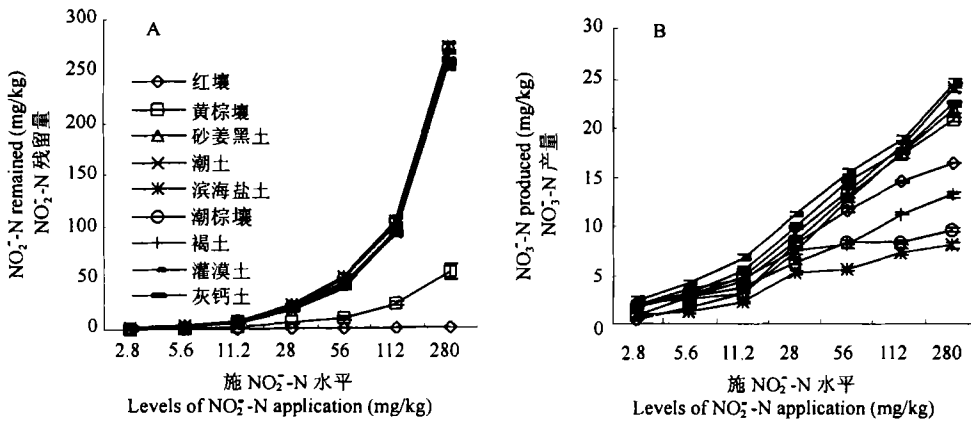 A
NO₂⁻-N remained (mg/kg)
NO₂⁻-N 残留量
300
250
200
150
100
50
0
红壤
黄棕壤
砂姜黑土
潮土
滨海盐土
潮棕壤
褐土
灌漠土
灰钙土
2.8 5.6 11.2 28 56 112 280
施 NO₂⁻-N 水平
Levels of NO₂⁻-N application (mg/kg)
B
NO₃⁻-N produced (mg/kg)
NO₃⁻-N 产量
30
25
20
15
10
5
0
2.8 5.6 11.2 28 56 112 280
施 NO₂⁻-N 水平
Levels of NO₂⁻-N application (mg/kg)